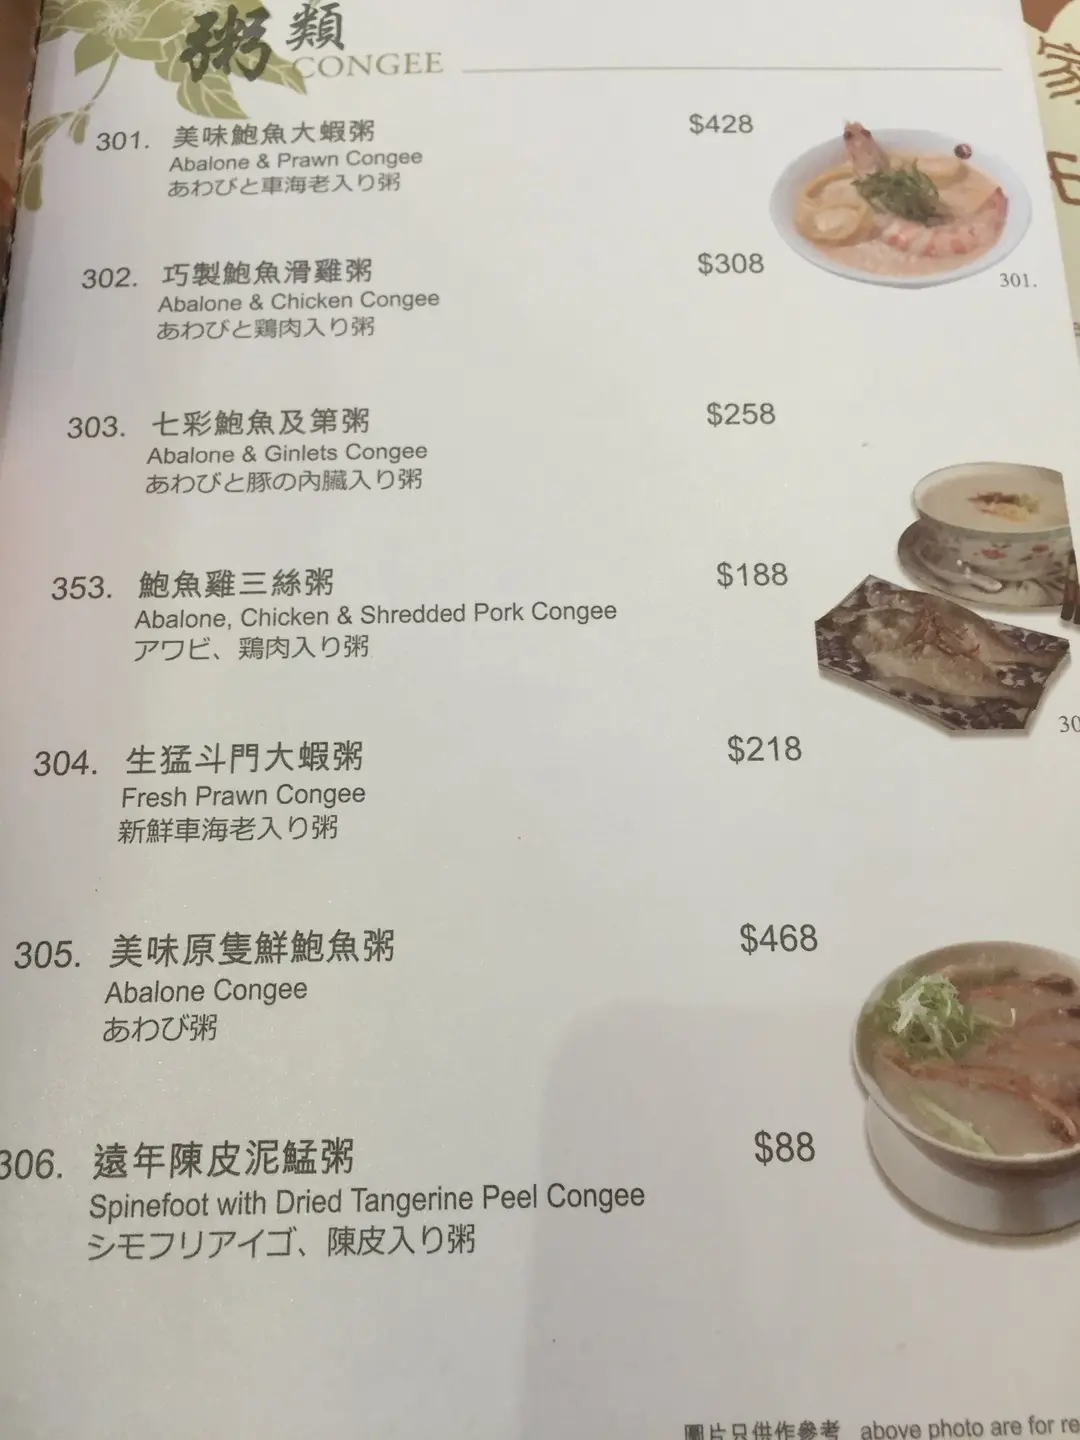 粥類
CONGEE
301. 美味鮑魚大蝦粥 $428
Abalone & Prawn Congee
あわびと車海老入り粥
301.
302. 巧製鮑魚滑雞粥 $308
Abalone & Chicken Congee
あわびと鶏肉入り粥
303. 七彩鮑魚及第粥 $258
Abalone & Ginlets Congee
あわびと豚の內臓入り粥
353. 鮑魚雞三絲粥 $188
Abalone, Chicken & Shredded Pork Congee
アワビ、鶏肉入り粥
304. 生猛斗門大蝦粥 $218
Fresh Prawn Congee
新鮮車海老入り粥
305. 美味原隻鮮鮑魚粥 $468
Abalone Congee
あわび粥
306. 遠年陳皮泥鯭粥 $88
Spinefoot with Dried Tangerine Peel Congee
シモフリアイゴ、陳皮入り粥
圖片只供作參考 above photo are for